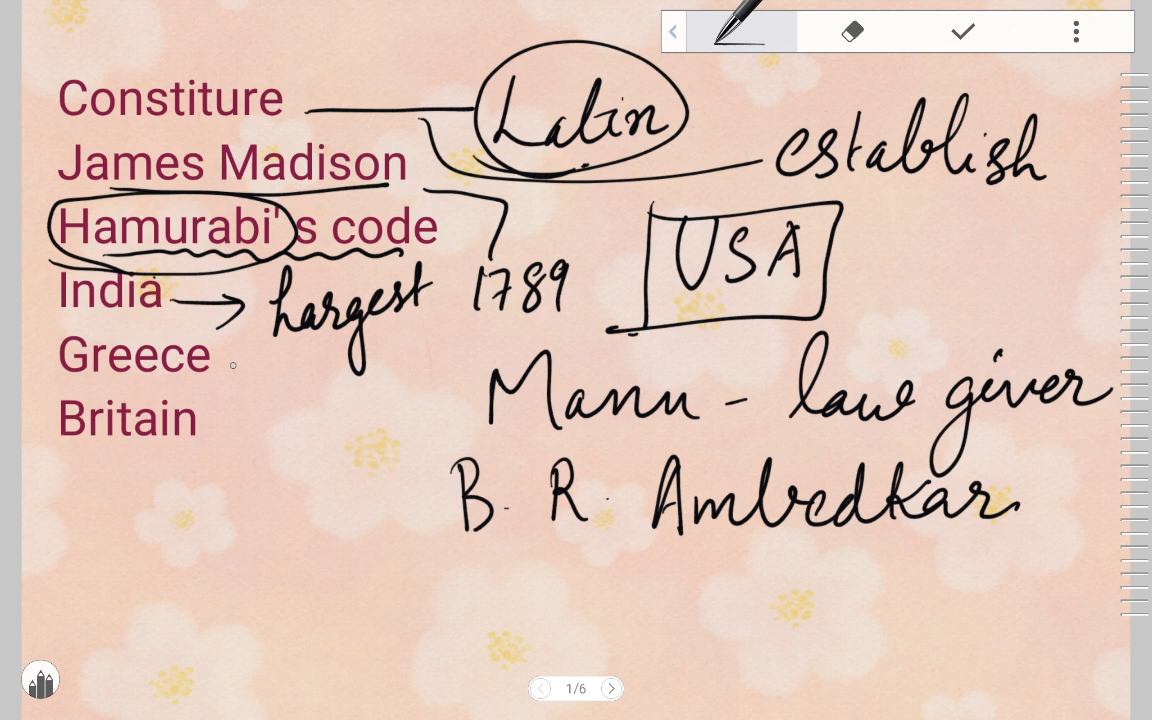 Constiture Latin
establish
James Madison
Hamurabi's code
USA
India → largest 1789
Greece
Manu - law giver
Britain
B. R. Ambedkar
1/6